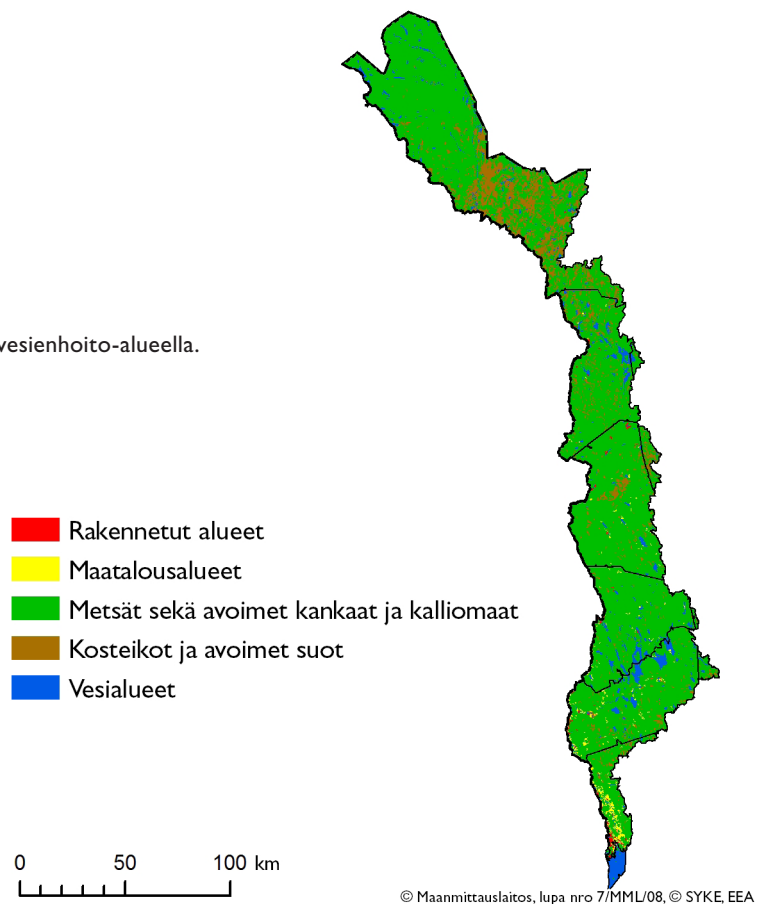 vesienhoito-alueella.
Rakennetut alueet
Maatalousalueet
Metsät sekä avoimet kankaat ja kalliomaat
Kosteikot ja avoimet suot
Vesialueet
0 50 100 km
© Maanmittauslaitos, lupa nro 7/MML/08, © SYKE, EEA